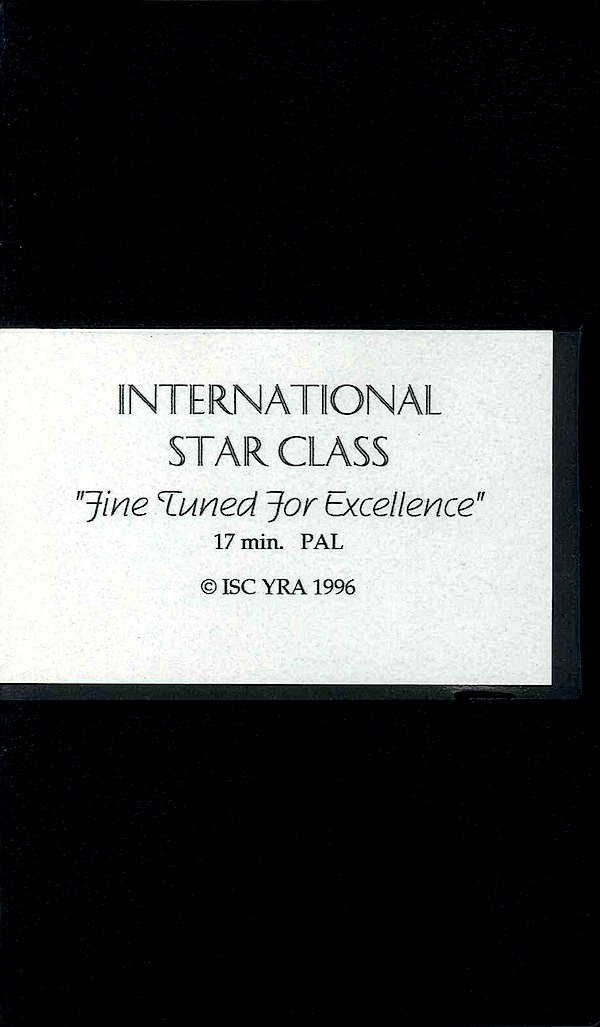 INTERNATIONAL
STAR CLASS
"Fine Tuned For Excellence"
17 min. PAL
© ISC YRA 1996